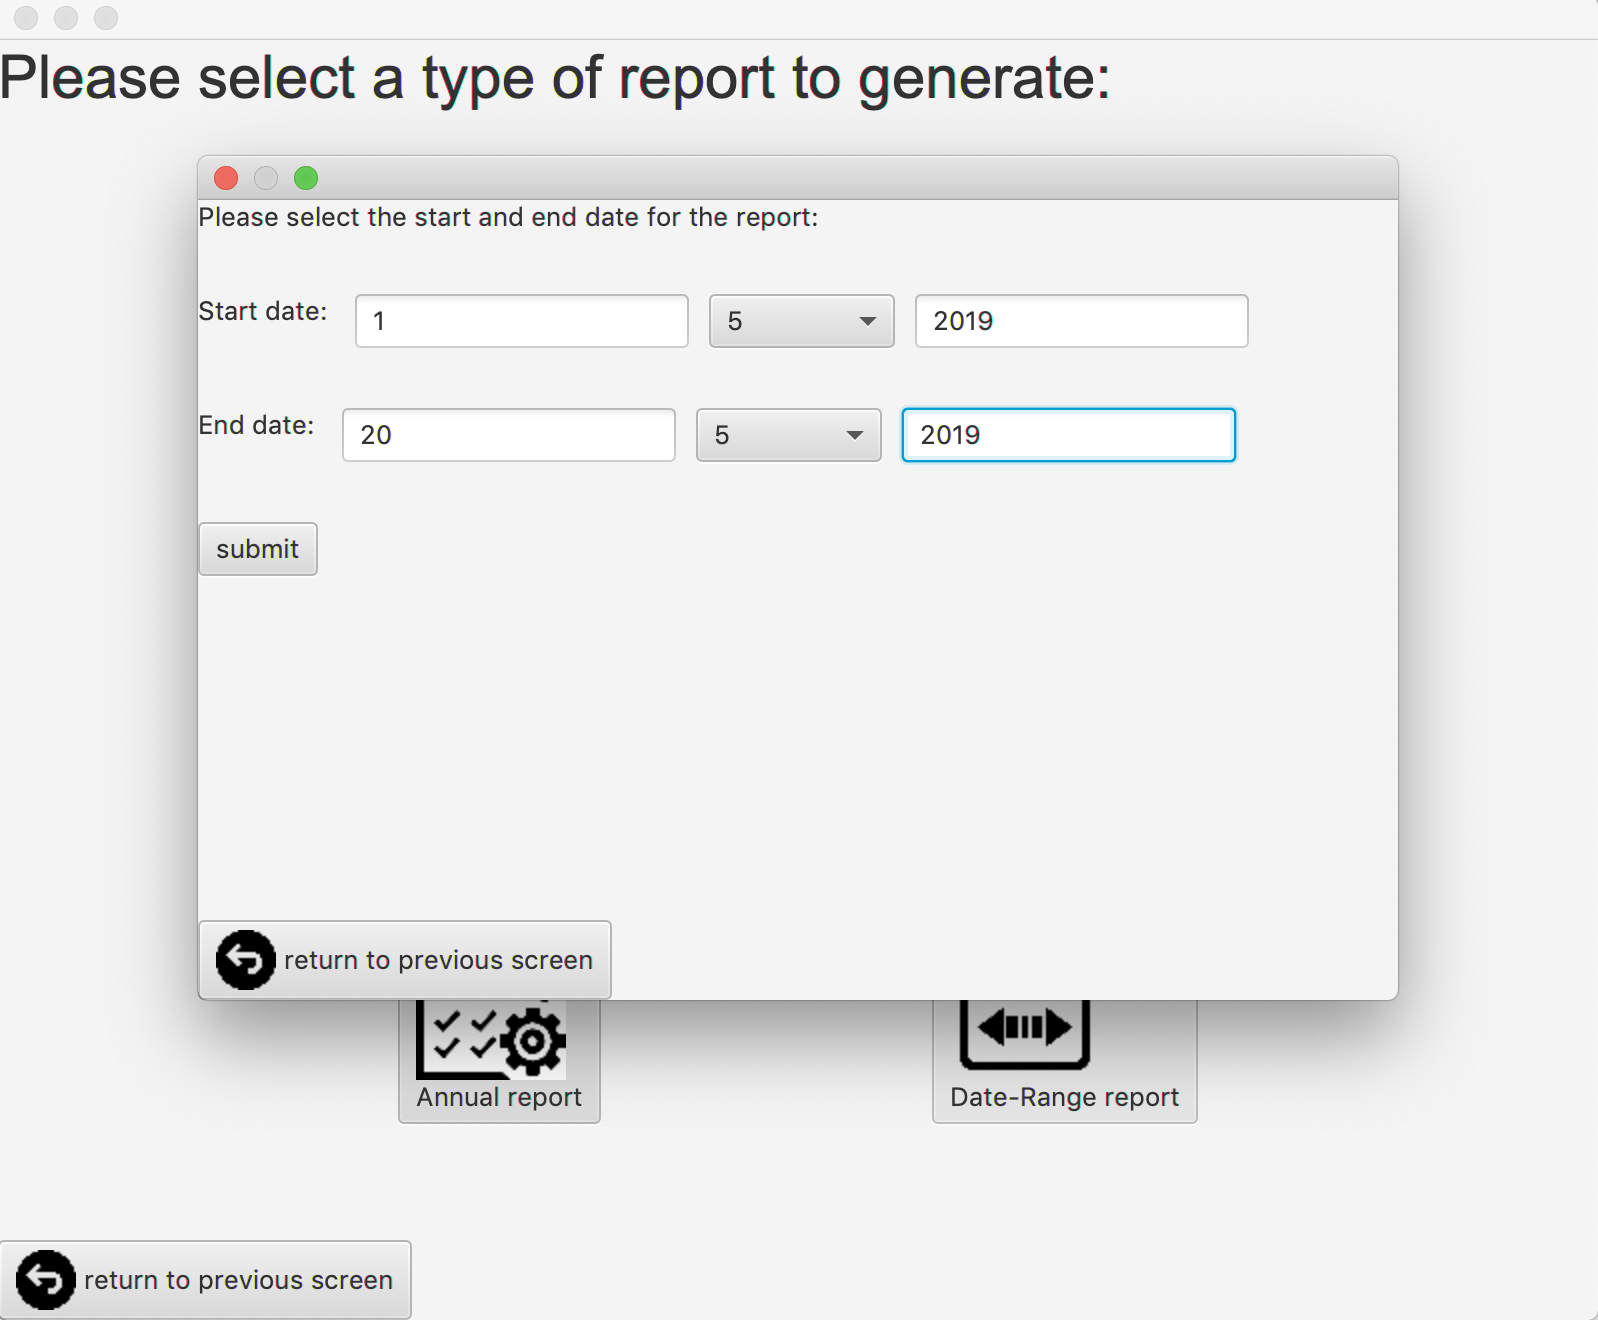 Please select a type of report to generate:
Please select the start and end date for the report:
Start date: 1 5 2019
End date: 20 5 2019
submit
return to previous screen
Annual report Date-Range report
return to previous screen